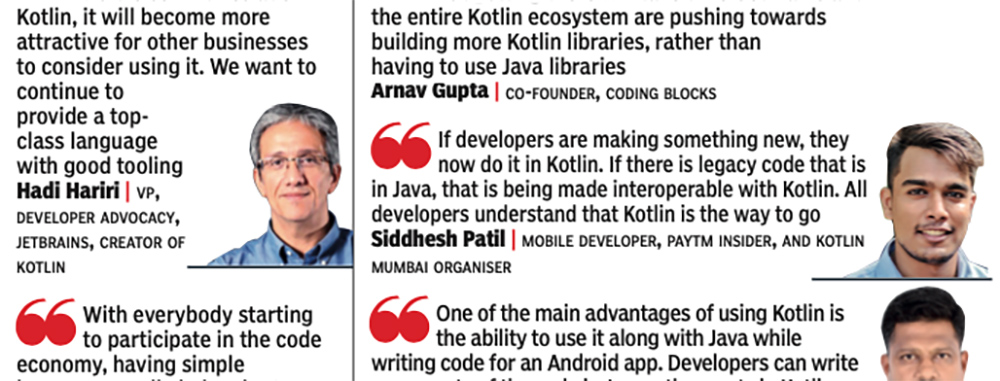 Kotlin, it will become more
attractive for other businesses
to consider using it. We want to
continue to
provide a top-
class language
with good tooling
Hadi Hariri | VP,
DEVELOPER ADVOCACY,
JETBRAINS, CREATOR OF
KOTLIN
With everybody starting
to participate in the code
economy, having simple
the entire Kotlin ecosystem are pushing towards
building more Kotlin libraries, rather than
having to use Java libraries
Arnav Gupta | CO-FOUNDER, CODING BLOCKS
If developers are making something new, they
now do it in Kotlin. If there is legacy code that is
in Java, that is being made interoperable with Kotlin. All
developers understand that Kotlin is the way to go
Siddhesh Patil | MOBILE DEVELOPER, PAYTM INSIDER, AND KOTLIN
MUMBAI ORGANISER
One of the main advantages of using Kotlin is
the ability to use it along with Java while
writing code for an Android app. Developers can write